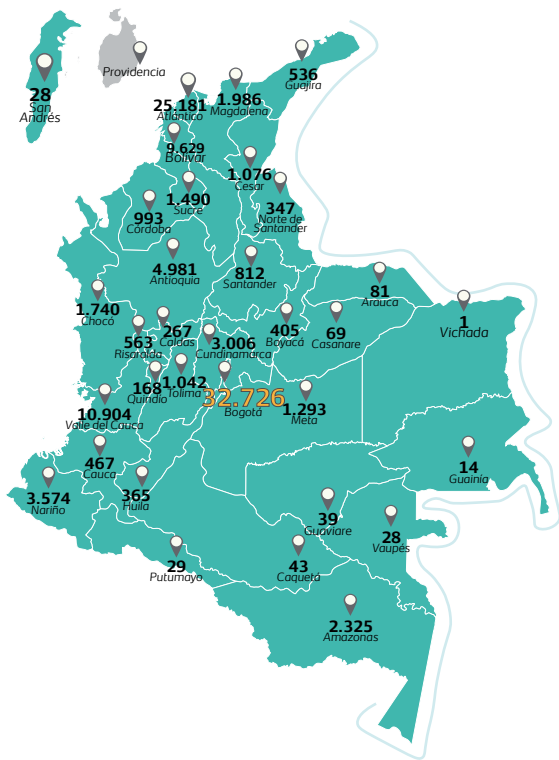 28
San
Andrés
Providencia
536
Guajira
25.181
Atlántico
1.986
Magdalena
9.629
Bolívar
1.076
Cesar
1.490
Sucre
993
Córdoba
347
Norte de
Santander
4.981
Antioquia
812
Santander
81
Arauca
1.740
Chocó
1
Vichada
267
Caldas
563
Risaralda
3.006
Cundinamarca
405
Boyacá
69
Casanare
168
Quindío
1.042
Tolima
32.726
Bogotá
1.293
Meta
10.904
Valle del Cauca
467
Cauca
14
Guainía
3.574
Nariño
365
Huila
39
Guaviare
28
Vaupés
29
Putumayo
43
Caquetá
2.325
Amazonas